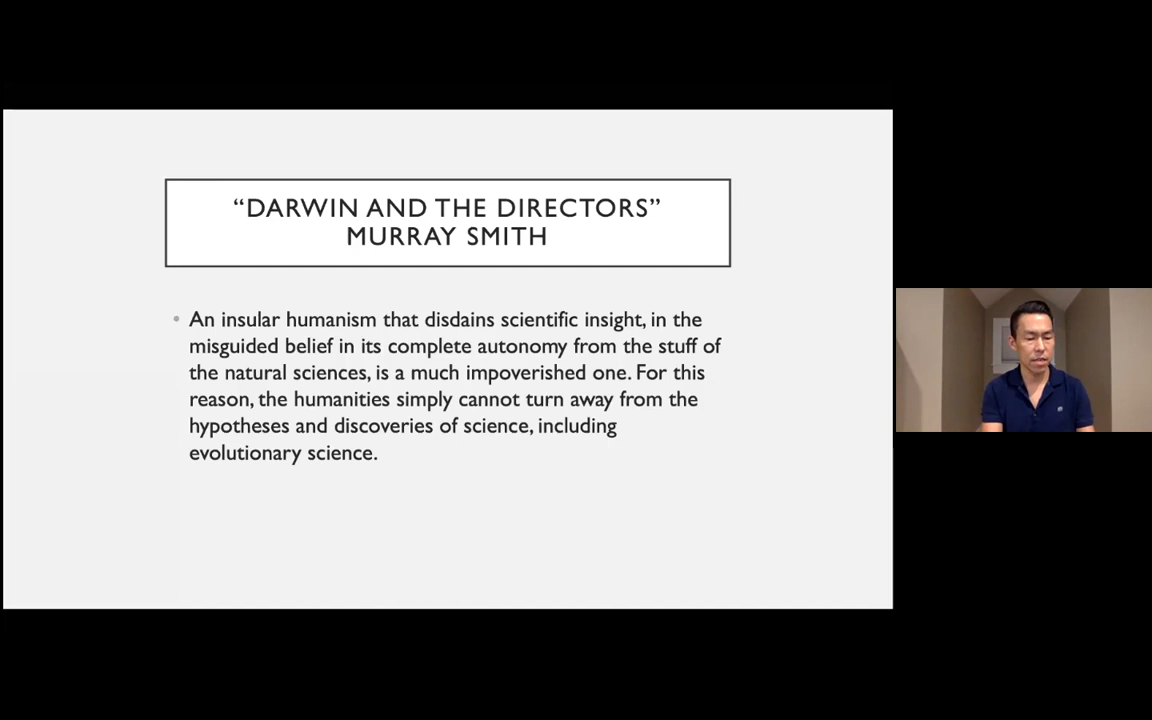 “DARWIN AND THE DIRECTORS”
MURRAY SMITH
• An insular humanism that disdains scientific insight, in the
misguided belief in its complete autonomy from the stuff of
the natural sciences, is a much impoverished one. For this
reason, the humanities simply cannot turn away from the
hypotheses and discoveries of science, including
evolutionary science.